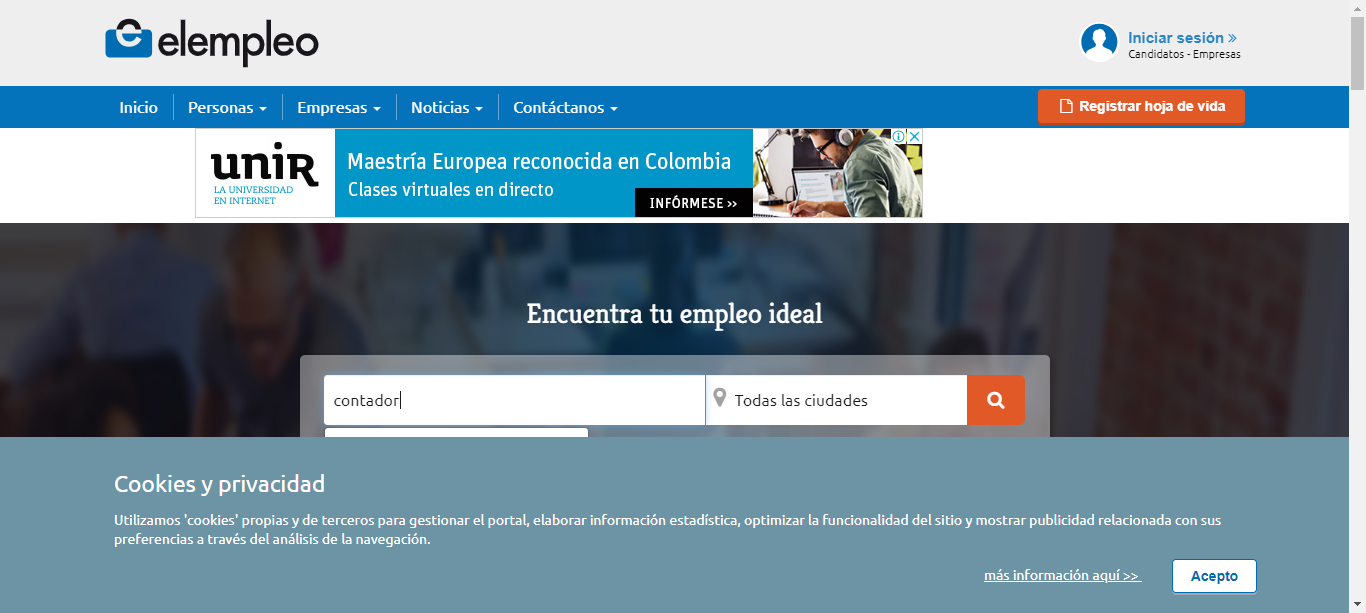 elempleo
Iniciar sesión »
Candidatos - Empresas
Inicio
Personas
Empresas
Noticias
Contáctanos
Registrar hoja de vida
unir
LA UNIVERSIDAD
EN INTERNET
Maestría Europea reconocida en Colombia
Clases virtuales en directo
INFÓRMESE >>
Encuentra tu empleo ideal
contador
Todas las ciudades
Cookies y privacidad
Utilizamos 'cookies' propias y de terceros para gestionar el portal, elaborar información estadística, optimizar la funcionalidad del sitio y mostrar publicidad relacionada con sus
preferencias a través del análisis de la navegación.
más información aquí >>
Acepto